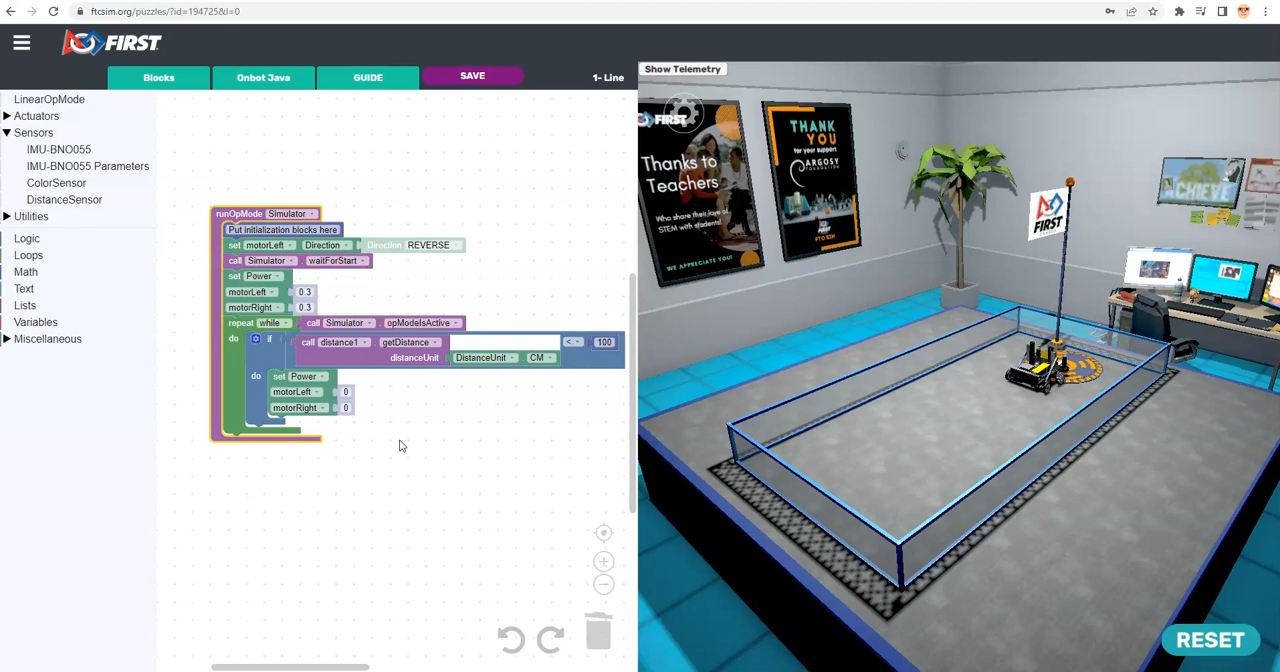 ftcsim.org/puzzles/?id=194725&l=0
FIRST
Blocks
Onbot Java
GUIDE
SAVE
1- Line
LinearOpMode
Actuators
Sensors
IMU-BNO055
IMU-BNO055.Parameters
ColorSensor
DistanceSensor
Utilities
Logic
Loops
Math
Text
Lists
Variables
Miscellaneous
runOpMode Simulator
Put initialization blocks here
set motorLeft . Direction Direction REVERSE
call Simulator . waitForStart
set Power
motorLeft 0.3
motorRight 0.3
repeat while call Simulator . opModeIsActive
do if call distance1 . getDistance < 100
distanceUnit DistanceUnit . CM
do set Power
motorLeft 0
motorRight 0
Show Telemetry
FIRST
Thanks to
Teachers
Who share their love of
STEM with students!
WE APPRECIATE YOU!
THANK
YOU
for your support
ARGOSY
FOUNDATION
FTC SIM
FIRST
ACHIEVE
FIRST
RESET